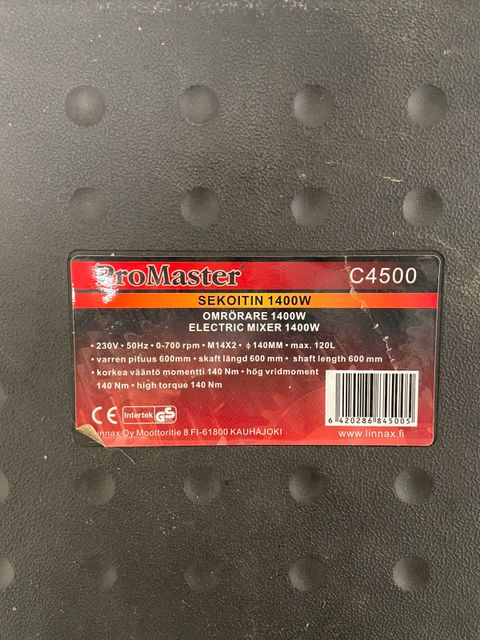 ProMaster® C4500
SEKOITIN 1400W
OMRÖRARE 1400W
ELECTRIC MIXER 1400W
• 230V • 50Hz • 0-700 rpm • M14X2 • ϕ 140MM • max. 120L
• varren pituus 600mm • skaft längd 600 mm • shaft length 600 mm
• korkea vääntö momentti 140 Nm • hög vridmoment
140 Nm • high torque 140 Nm
CE Intertek GS
Linnax Oy Moottoritie 8 FI-61800 KAUHAJOKI
6 420286 845005
www.linnax.fi